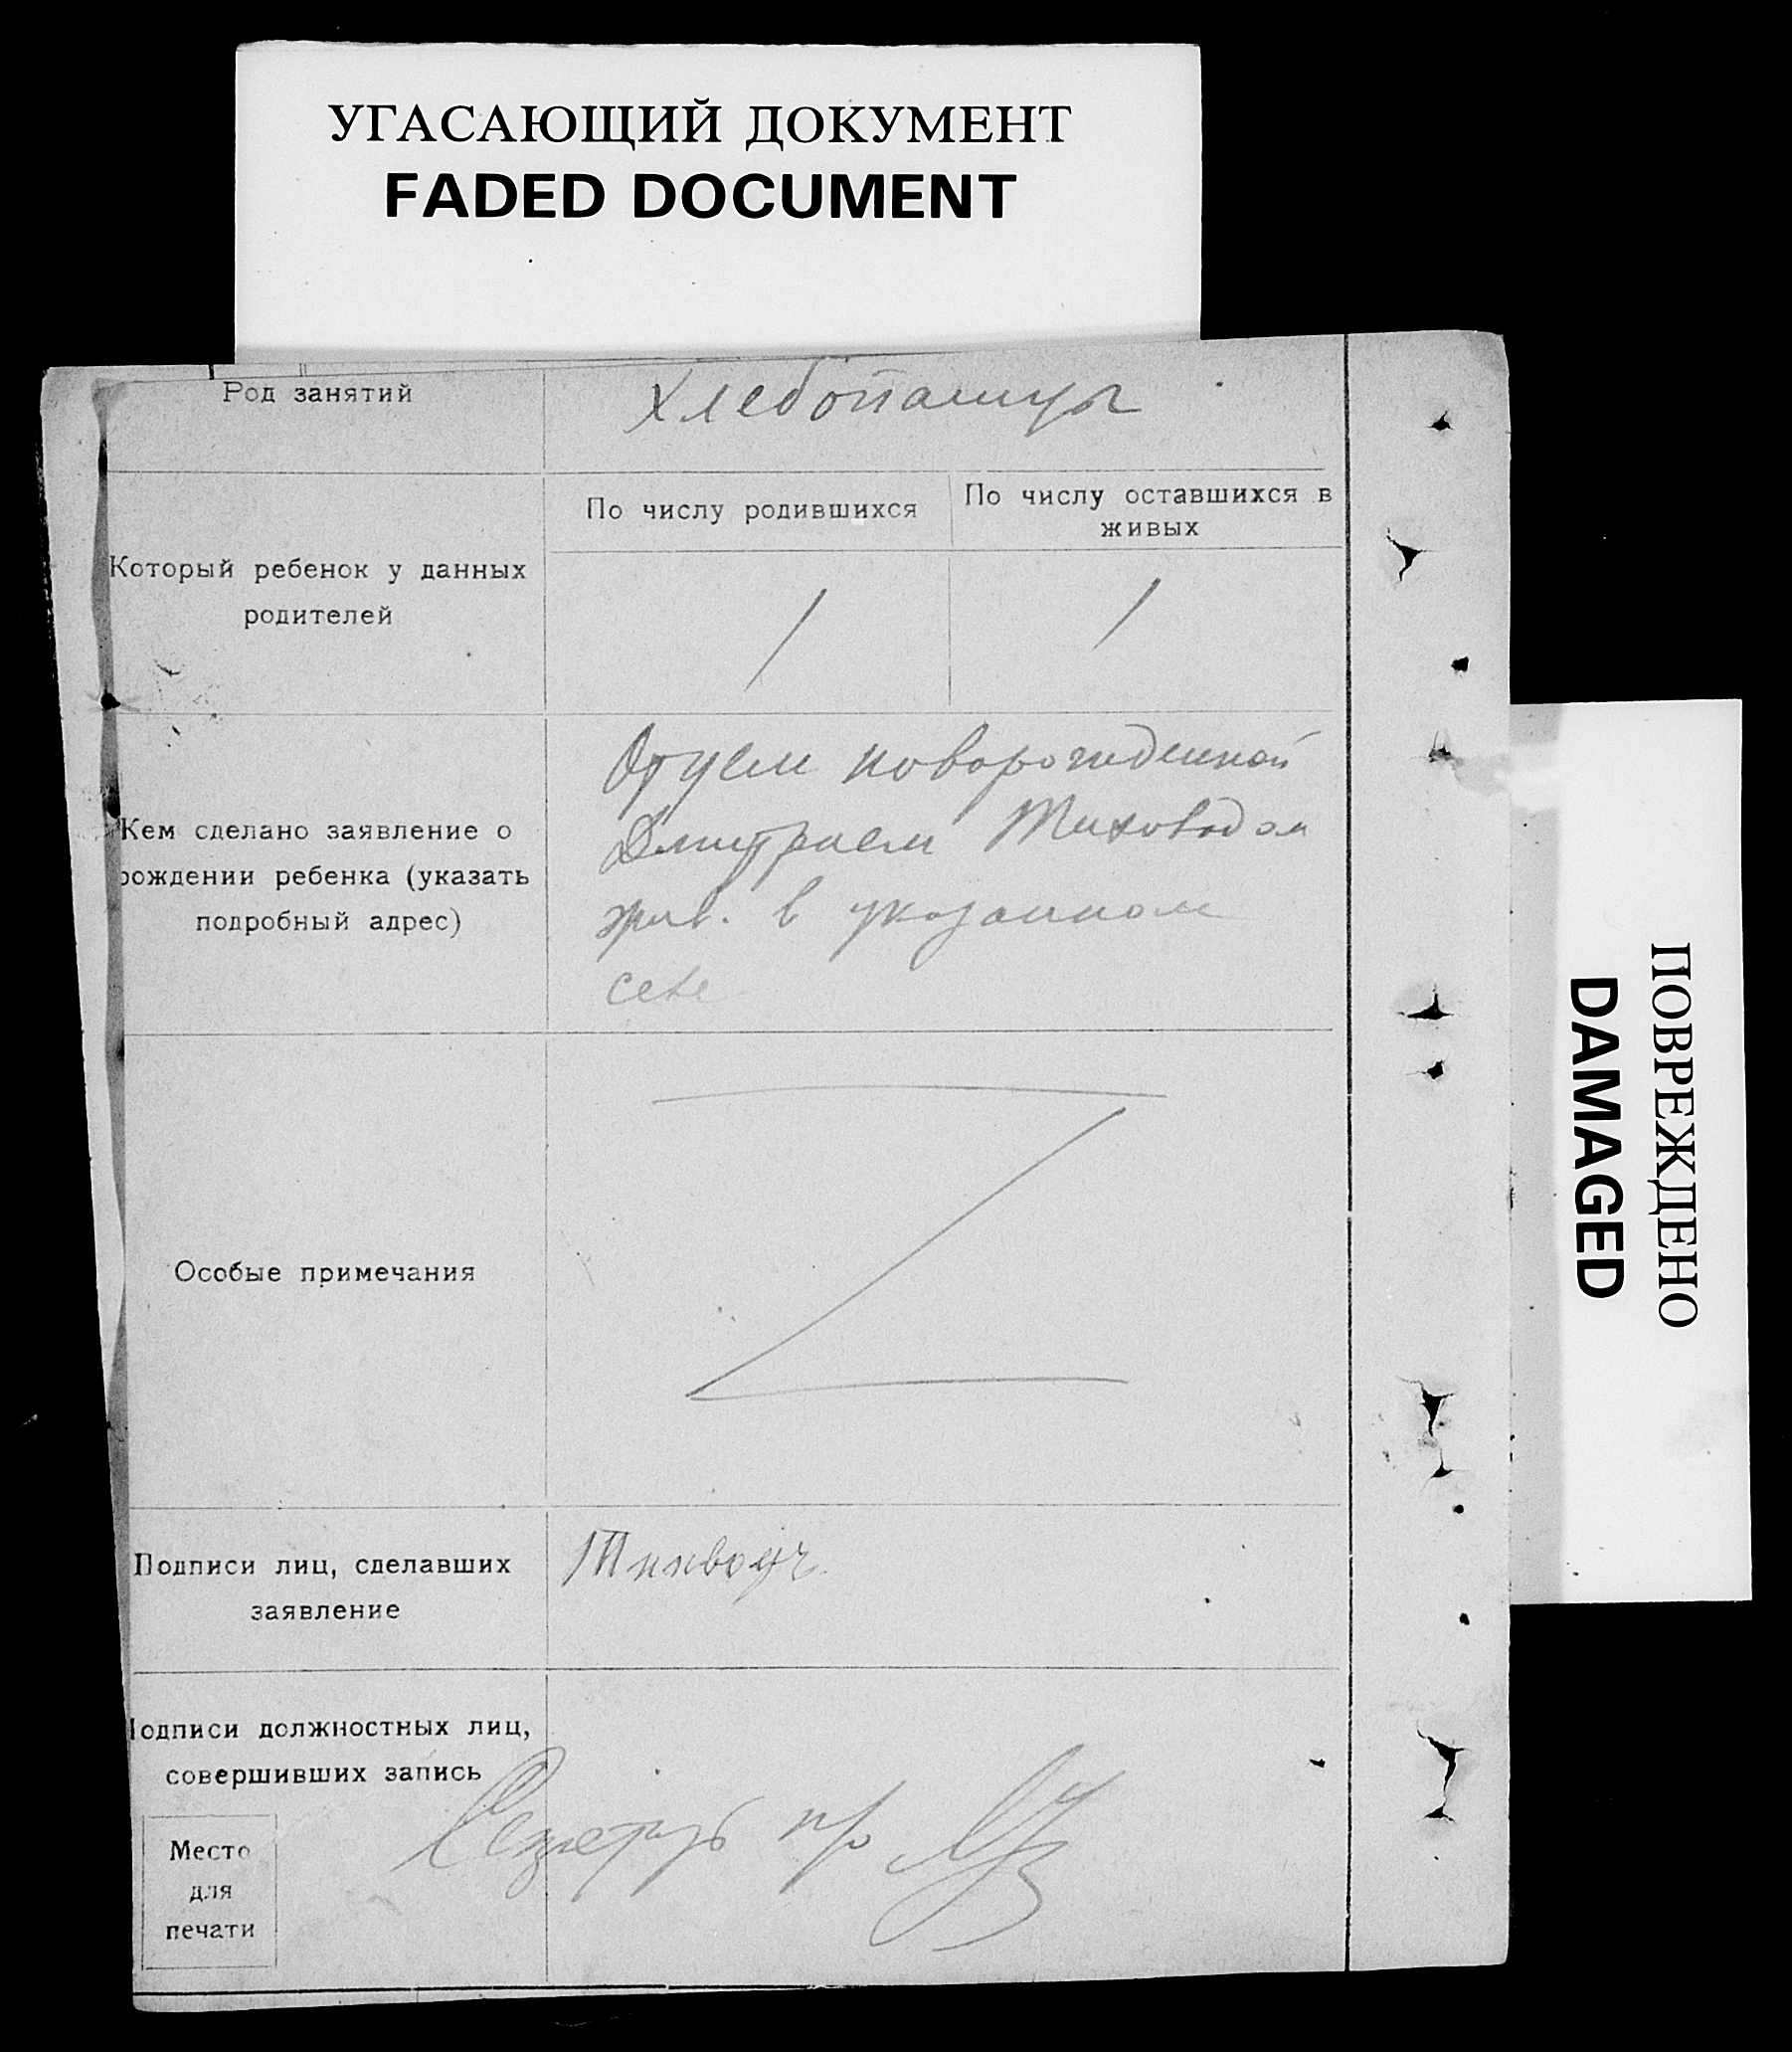 УГАСАЮЩИЙ ДОКУМЕНТ
FADED DOCUMENT
Род занятий
Хлебопашцы
Который ребенок у данных
родителей
По числу родившихся
По числу оставшихся в
живых
1
1
Кем сделано заявление о
рождении ребенка (указать
подробный адрес)
Отцем новорожденной
Дмитрием Тиховодом
жив. в указанном
селе
Особые примечания
Подписи лиц, сделавших
заявление
Подписи должностных лиц,
совершивших запись
Секретарь
Место
для
печати
ПОВРЕЖДЕНО
DAMAGED